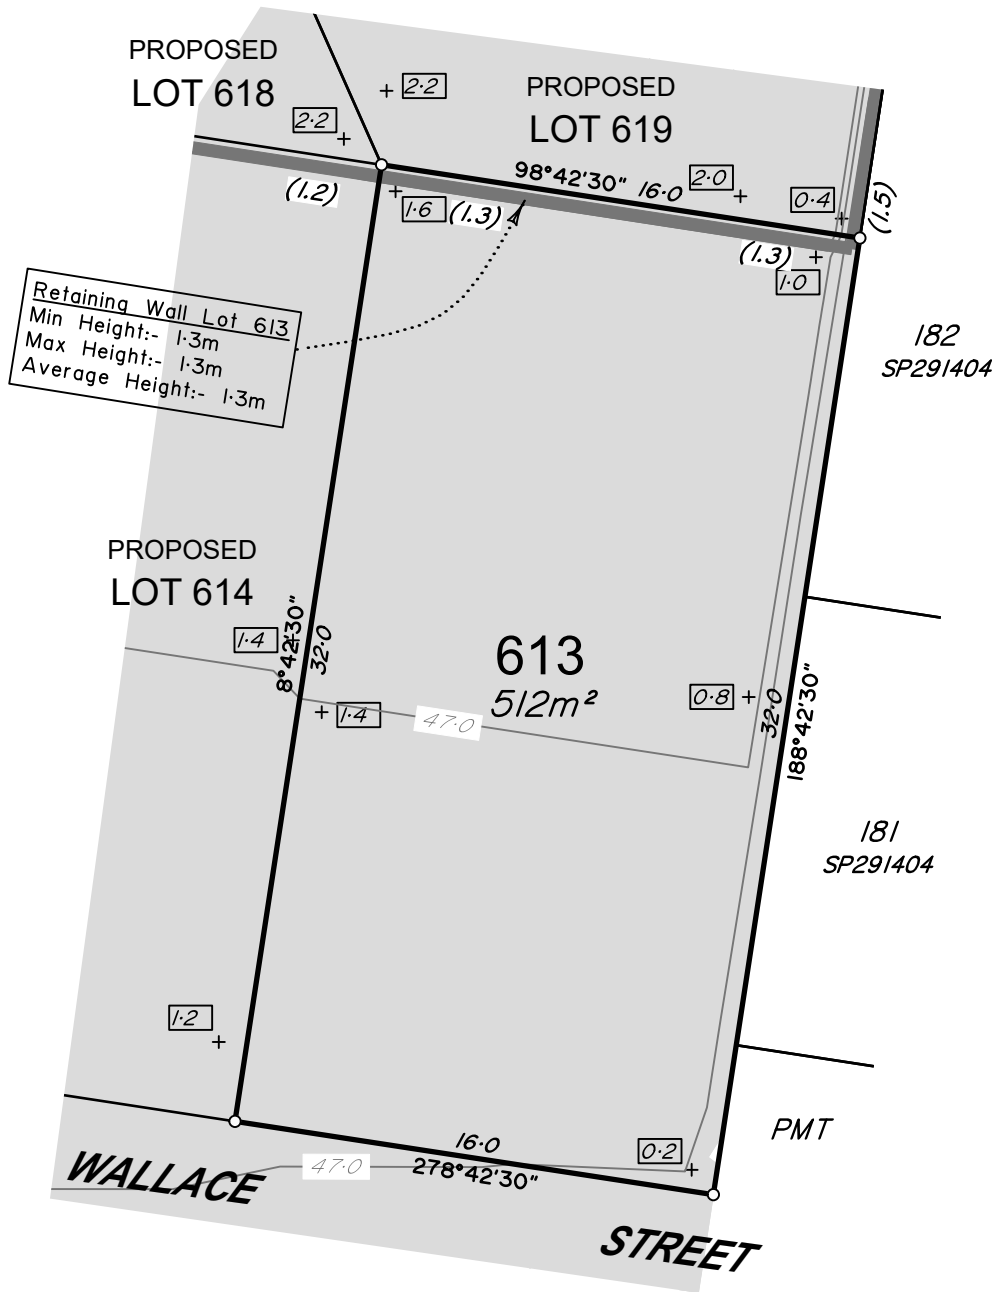 PROPOSED
LOT 618
2·2
2·2
PROPOSED
LOT 619
98°42'30" 16·0
2·0
0·4
(1.5)
(1.2)
1·6
(1.3)
(1.3)
1·0
Retaining Wall Lot 613
Min Height:- 1·3m
Max Height:- 1·3m
Average Height:- 1·3m
182
SP291404
PROPOSED
LOT 614
1·4
8°42'30"
32·0
613
512m²
1·4
47·0
0·8
32·0
188°42'30"
181
SP291404
1·2
PMT
16·0
278°42'30"
0·2
47·0
WALLACE STREET